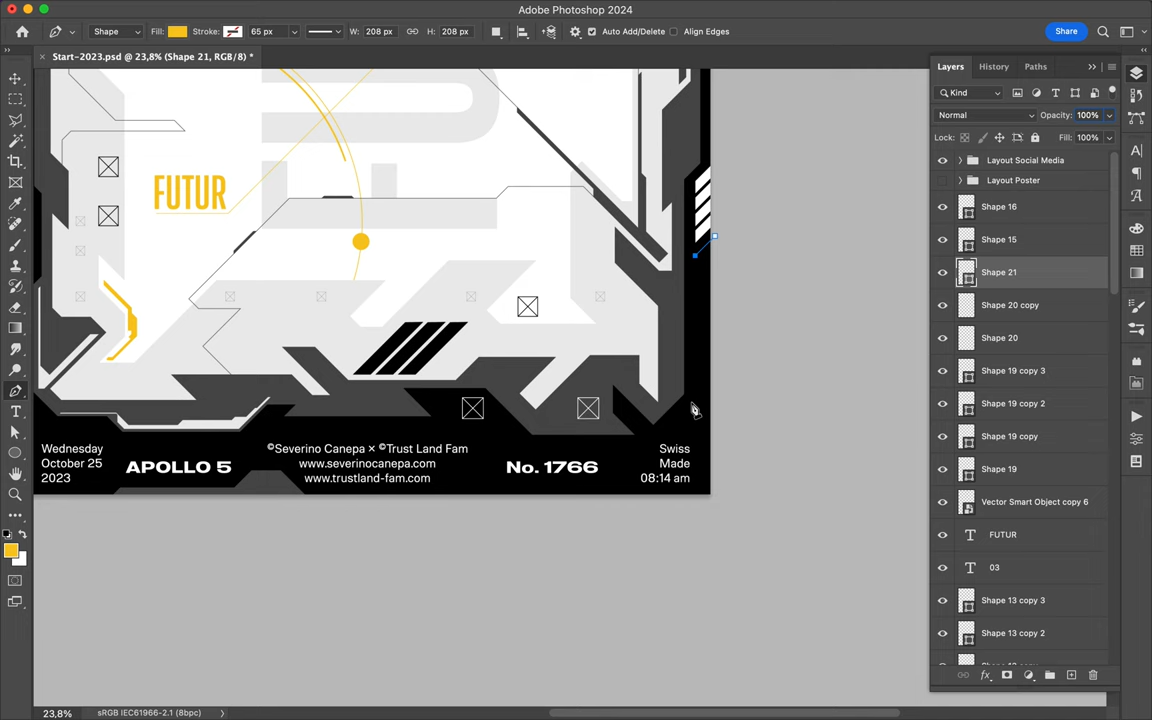 Adobe Photoshop 2024
Shape
Fill:
Stroke:
65 px
W: 208 px
H: 208 px
Auto Add/Delete
Align Edges
Share
Start-2023.psd @ 23,8% (Shape 21, RGB/8) *
Layers
History
Paths
Kind
Normal
Opacity: 100%
Lock:
Fill: 100%
Layout Social Media
Layout Poster
Shape 16
Shape 15
Shape 21
Shape 20 copy
Shape 20
Shape 19 copy 3
Shape 19 copy 2
Shape 19 copy
Shape 19
Vector Smart Object copy 6
FUTUR
03
Shape 13 copy 3
Shape 13 copy 2
FUTUR
Wednesday
October 25
2023
APOLLO 5
©Severino Canepa × ©Trust Land Fam
www.severinocanepa.com
www.trustland-fam.com
No. 1766
Swiss
Made
08:14 am
23,8%
sRGB IEC61966-2.1 (8bpc)